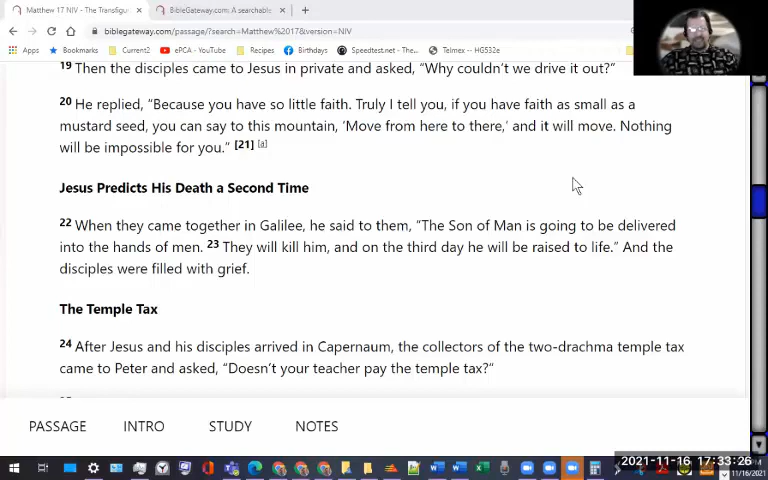 Matthew 17 NIV - The Transfigu
BibleGateway.com: A searchable
biblegateway.com/passage/?search=Matthew%2017&version=NIV
Apps Bookmarks Current2 ePCA - YouTube Recipes Birthdays Speedtest.net - The... Telmex -- HG532e
19 Then the disciples came to Jesus in private and asked, “Why couldn’t we drive it out?”
20 He replied, “Because you have so little faith. Truly I tell you, if you have faith as small as a
mustard seed, you can say to this mountain, ‘Move from here to there,’ and it will move. Nothing
will be impossible for you.” [21] [a]
Jesus Predicts His Death a Second Time
22 When they came together in Galilee, he said to them, “The Son of Man is going to be delivered
into the hands of men. 23 They will kill him, and on the third day he will be raised to life.” And the
disciples were filled with grief.
The Temple Tax
24 After Jesus and his disciples arrived in Capernaum, the collectors of the two-drachma temple tax
came to Peter and asked, “Doesn’t your teacher pay the temple tax?”
PASSAGE INTRO STUDY NOTES
2021-11-16 17:33:26
11/16/2021